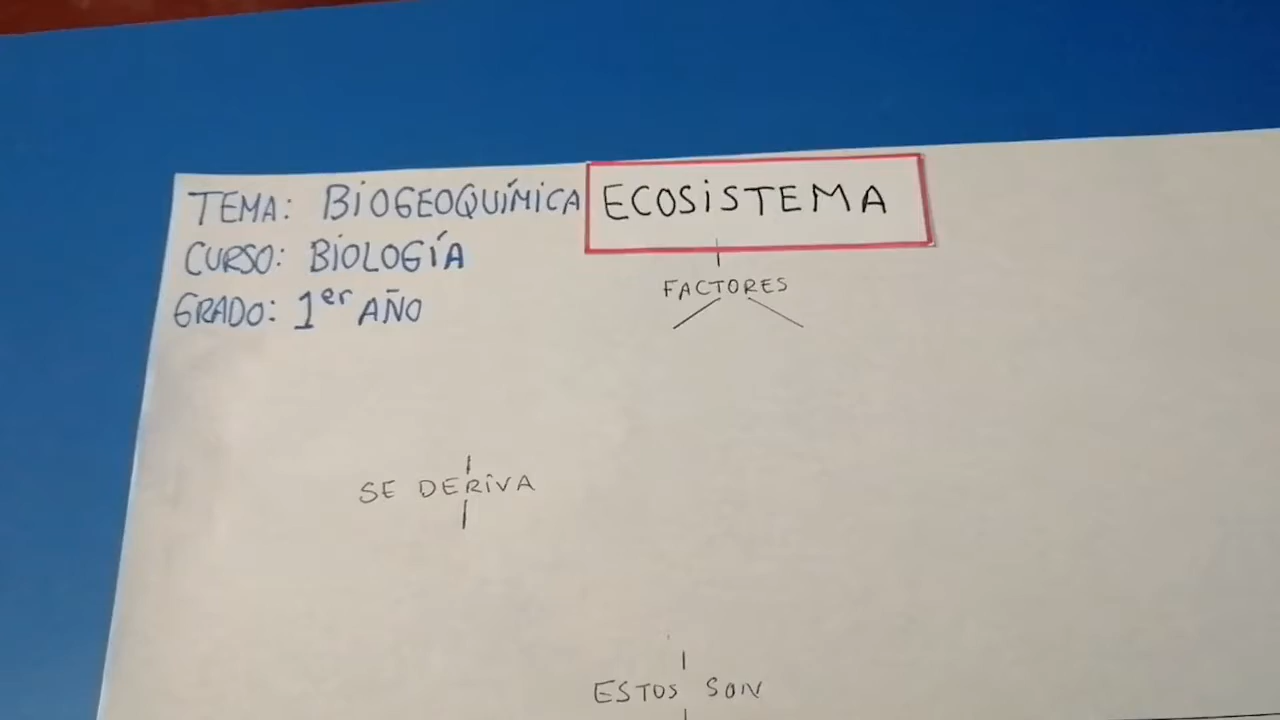 TEMA: BIOGEOQUÍMICA
CURSO: BIOLOGÍA
GRADO: 1er AÑO
ECOSISTEMA
FACTORES
SE DERIVA
ESTOS SON